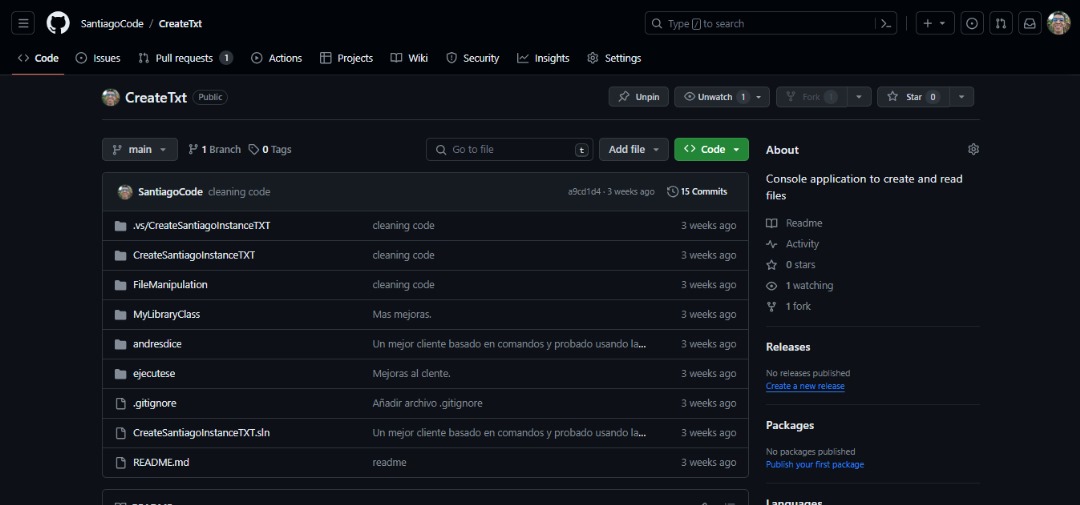 SantiagoCode / CreateTxt
Type / to search
Code Issues Pull requests 1 Actions Projects Wiki Insights Security Settings
CreateTxt Public
Unpin Unwatch 1 Fork 1 Star 0
main 1 Branch 0 Tags Go to file t Add file Code
SantiagoCode cleaning code a9cd1d4 · 3 weeks ago 15 Commits
.vs/CreateSantiagoInstanceTXT cleaning code 3 weeks ago
CreateSantiagoInstanceTXT cleaning code 3 weeks ago
FileManipulation cleaning code 3 weeks ago
MyLibraryClass Mas mejoras. 3 weeks ago
andresdice Un mejor cliente basado en comandos y probado usando la... 3 weeks ago
ejecutese Mejoras al clente. 3 weeks ago
.gitignore Añadir archivo .gitignore 3 weeks ago
CreateSantiagoInstanceTXT.sln Un mejor cliente basado en comandos y probado usando la... 3 weeks ago
README.md readme 3 weeks ago
About
Console application to create and read
files
Readme
Activity
0 stars
1 watching
1 fork
Releases
No releases published
Create a new release
Packages
No packages published
Publish your first package
Languages